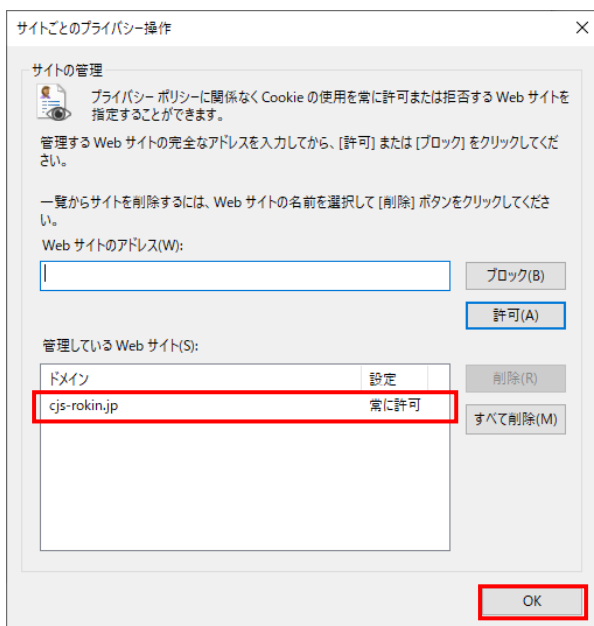 サイトごとのプライバシー操作
サイトの管理
プライバシー ポリシーに関係なく Cookie の使用を常に許可または拒否する Web サイトを
指定することができます。
管理する Web サイトの完全なアドレスを入力してから、[許可] または [ブロック] をクリックしてくだ
さい。
一覧からサイトを削除するには、Web サイトの名前を選択して [削除] ボタンをクリックしてくださ
い。
Web サイトのアドレス(W):
ブロック(B)
許可(A)
管理している Web サイト(S):
ドメイン 設定
削除(R)
cjs-rokin.jp 常に許可
すべて削除(M)
OK